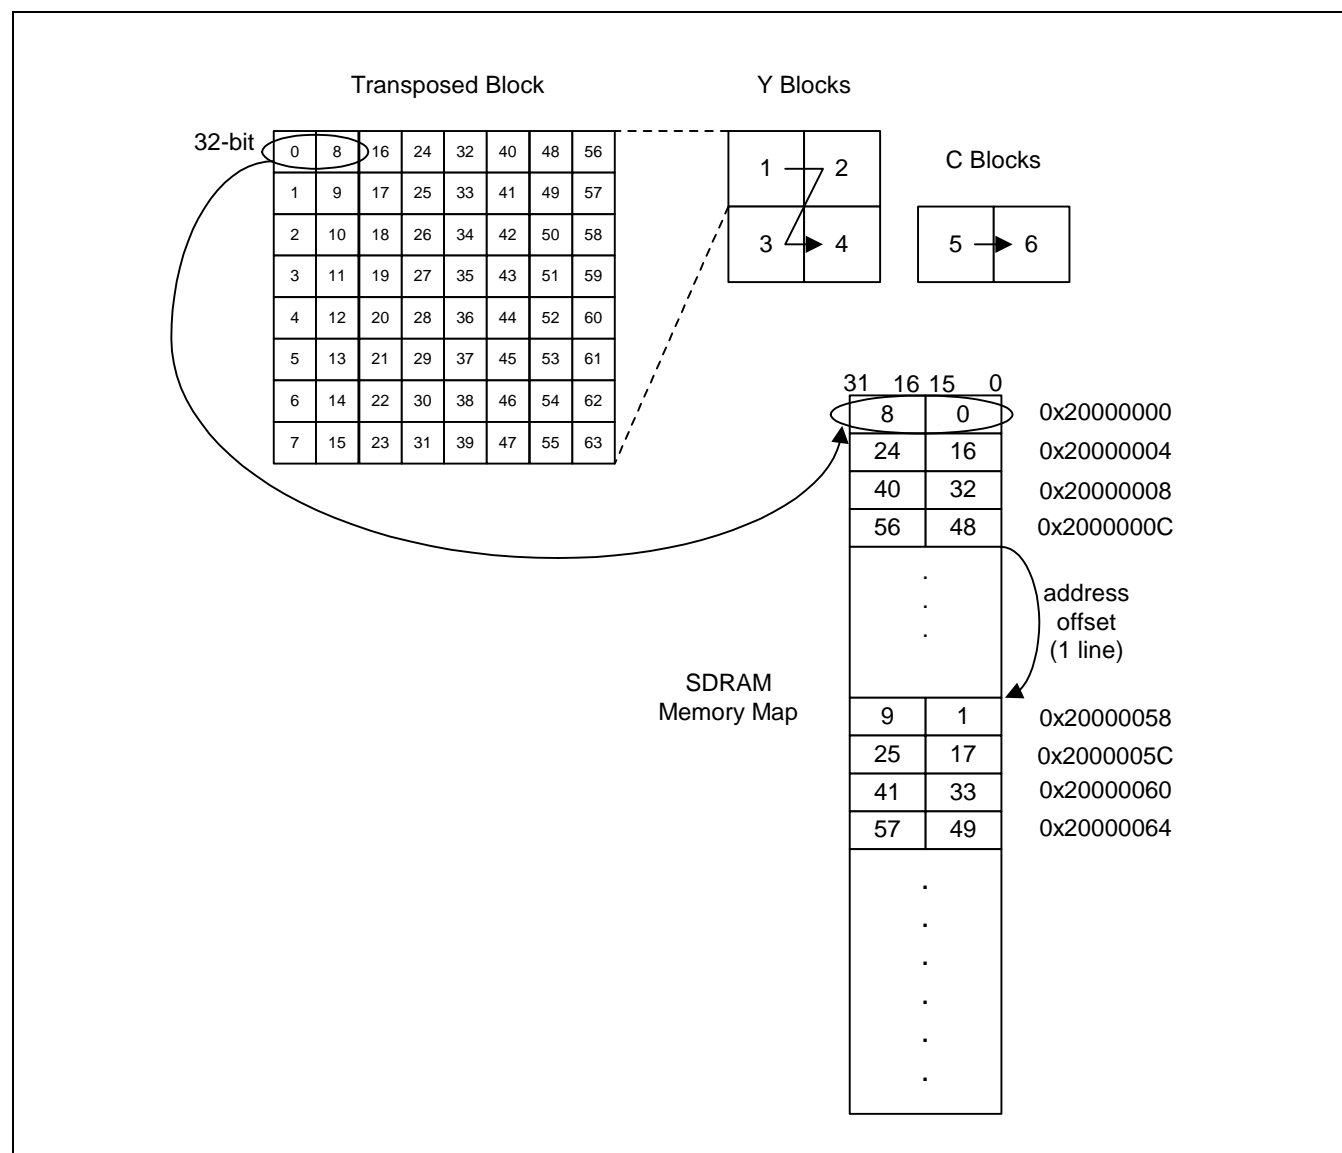 Transposed Block
Y Blocks
32-bit
0 8 16 24 32 40 48 56
1 9 17 25 33 41 49 57
2 10 18 26 34 42 50 58
3 11 19 27 35 43 51 59
4 12 20 28 36 44 52 60
5 13 21 29 37 45 53 61
6 14 22 30 38 46 54 62
7 15 23 31 39 47 55 63
1 2
3 4
C Blocks
5 6
31 16 15 0
8 0 0x20000000
24 16 0x20000004
40 32 0x20000008
56 48 0x2000000C
.
.
.
address
offset
(1 line)
SDRAM
Memory Map
9 1 0x20000058
25 17 0x2000005C
41 33 0x20000060
57 49 0x20000064
.
.
.
.
.
.